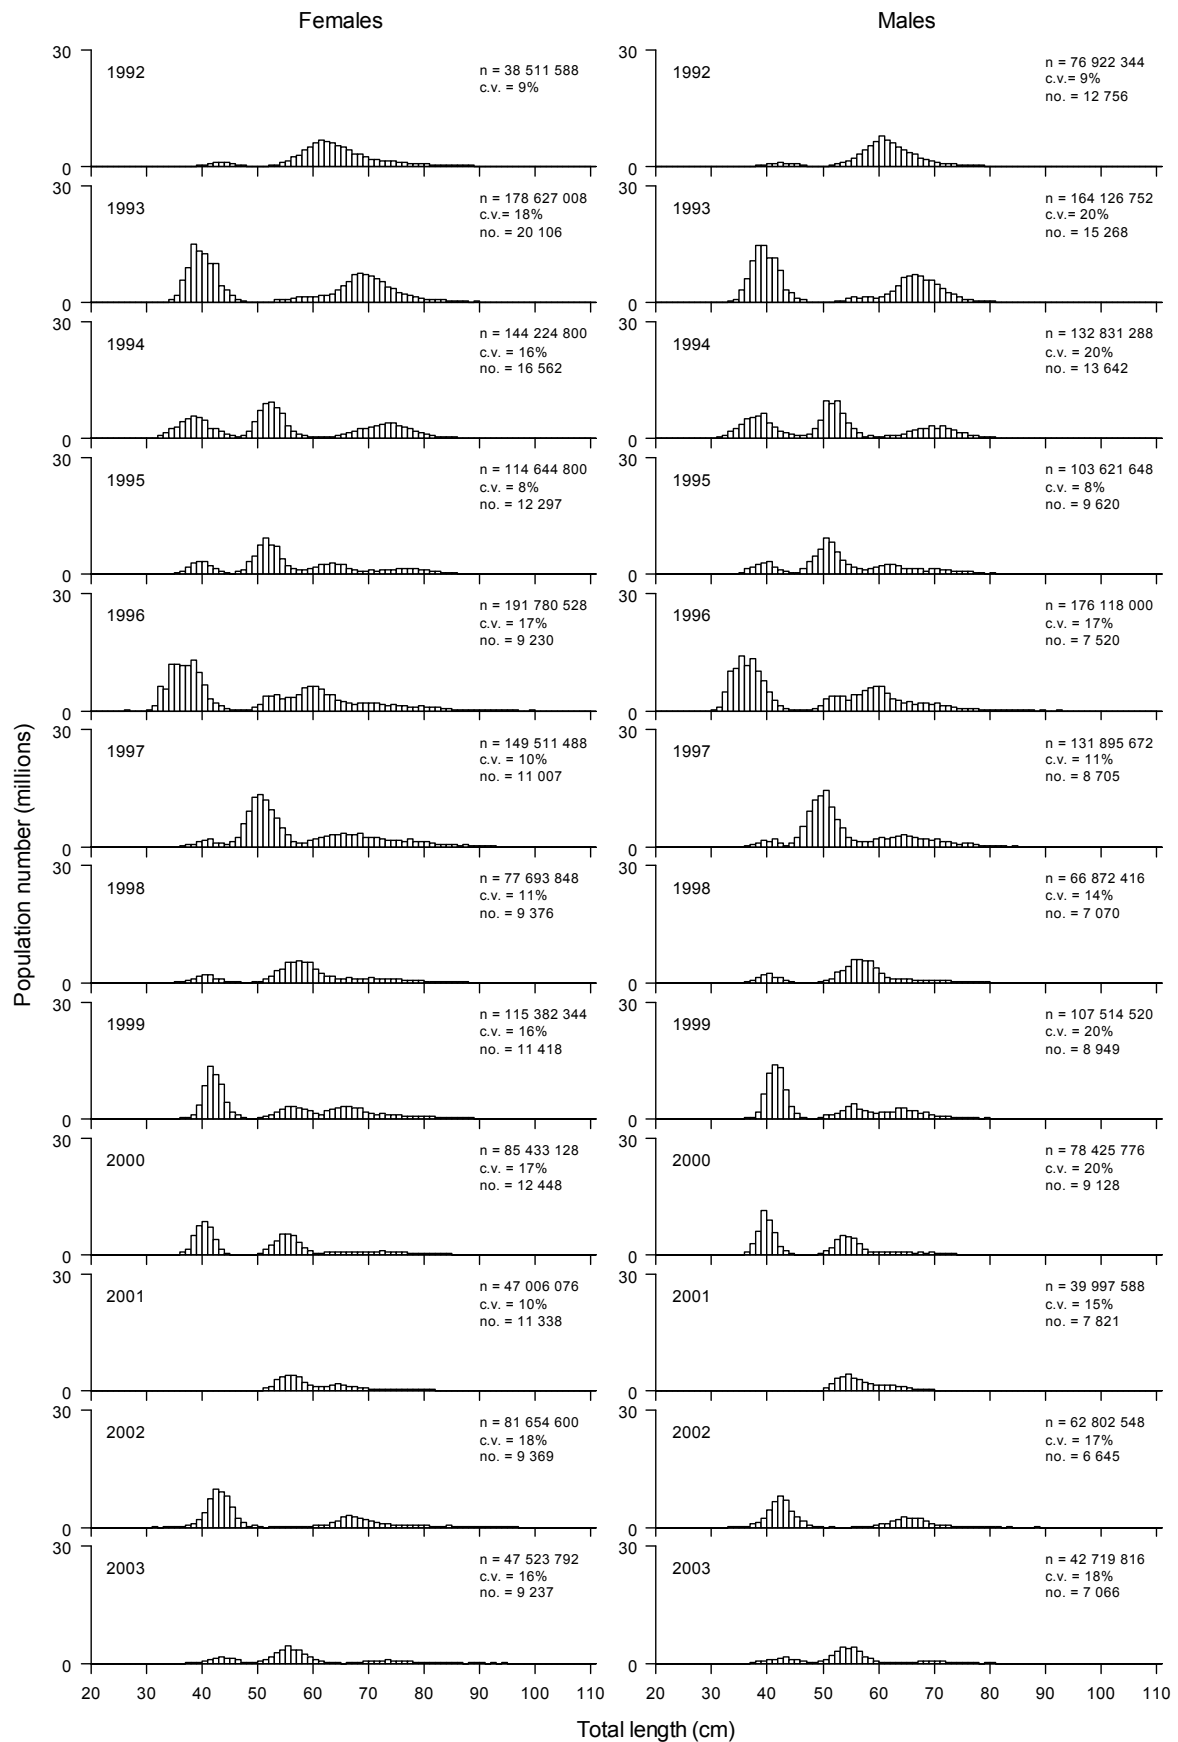 Females
Males
30
1992
n = 38 511 588
c.v. = 9%
0
1992
n = 76 922 344
c.v.= 9%
no. = 12 756
0
30
1993
n = 178 627 008
c.v.= 18%
no. = 20 106
0
30
1993
n = 164 126 752
c.v.= 20%
no. = 15 268
0
30
1994
n = 144 224 800
c.v. = 16%
no. = 16 562
0
30
1994
n = 132 831 288
c.v. = 20%
no. = 13 642
0
30
1995
n = 114 644 800
c.v. = 8%
no. = 12 297
0
30
1995
n = 103 621 648
c.v. = 8%
no. = 9 620
0
30
1996
n = 191 780 528
c.v. = 17%
no. = 9 230
0
30
1996
n = 176 118 000
c.v. = 17%
no. = 7 520
0
30
1997
n = 149 511 488
c.v. = 10%
no. = 11 007
0
30
1997
n = 131 895 672
c.v. = 11%
no. = 8 705
0
30
1998
n = 77 693 848
c.v. = 11%
no. = 9 376
0
30
1998
n = 66 872 416
c.v. = 14%
no. = 7 070
0
30
1999
n = 115 382 344
c.v. = 16%
no. = 11 418
0
30
1999
n = 107 514 520
c.v. = 20%
no. = 8 949
0
30
2000
n = 85 433 128
c.v. = 17%
no. = 12 448
0
30
2000
n = 78 425 776
c.v. = 20%
no. = 9 128
0
30
2001
n = 47 006 076
c.v. = 10%
no. = 11 338
0
30
2001
n = 39 997 588
c.v. = 15%
no. = 7 821
0
30
2002
n = 81 654 600
c.v. = 18%
no. = 9 369
0
30
2002
n = 62 802 548
c.v. = 17%
no. = 6 645
0
30
2003
n = 47 523 792
c.v. = 16%
no. = 9 237
0
30
2003
n = 42 719 816
c.v. = 18%
no. = 7 066
0
20 30 40 50 60 70 80 90 100 110
20 30 40 50 60 70 80 90 100 110
Total length (cm)
Population number (millions)